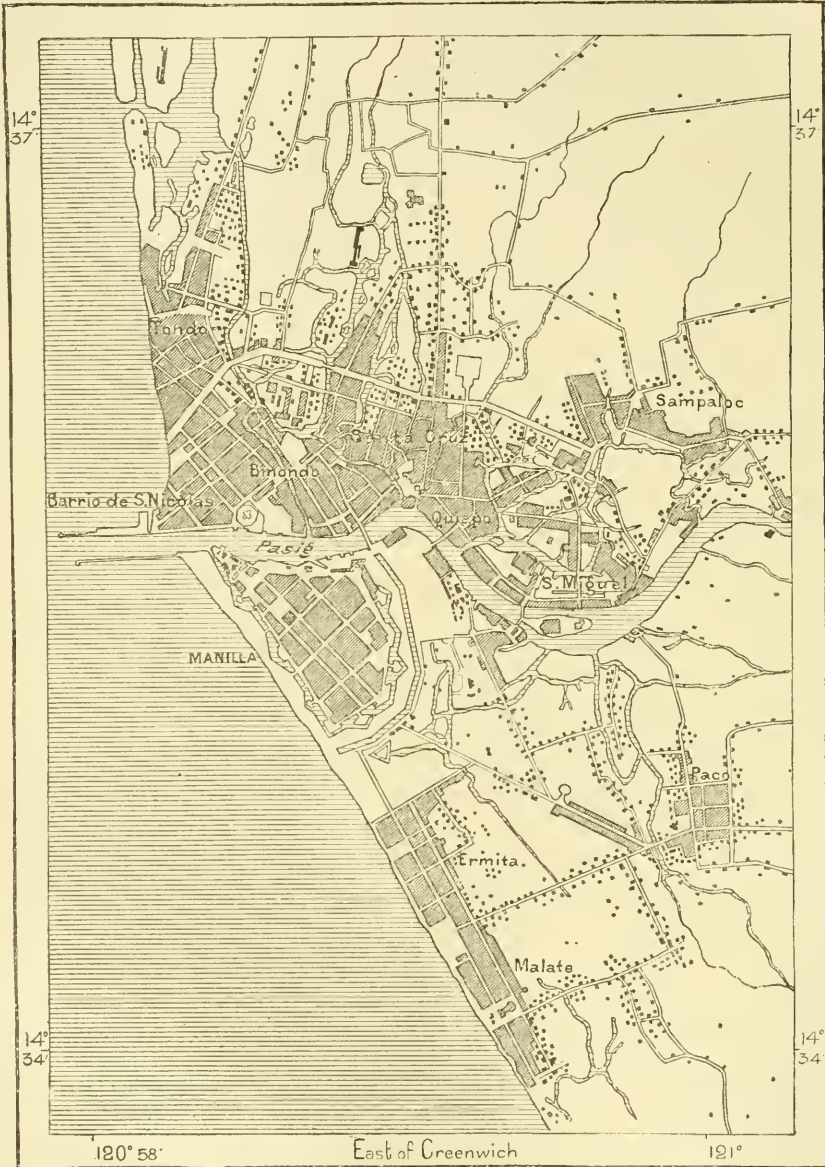 14° 37'
14° 37'
Tondo
Sampaloc
Santa Cruz
Binondo
Barrio de S. Nicolas
Quiapo
Pasig
S. Miguel
MANILLA
Paco
Ermita.
Malate
14° 34'
14° 34'
120° 58'
East of Greenwich
121°